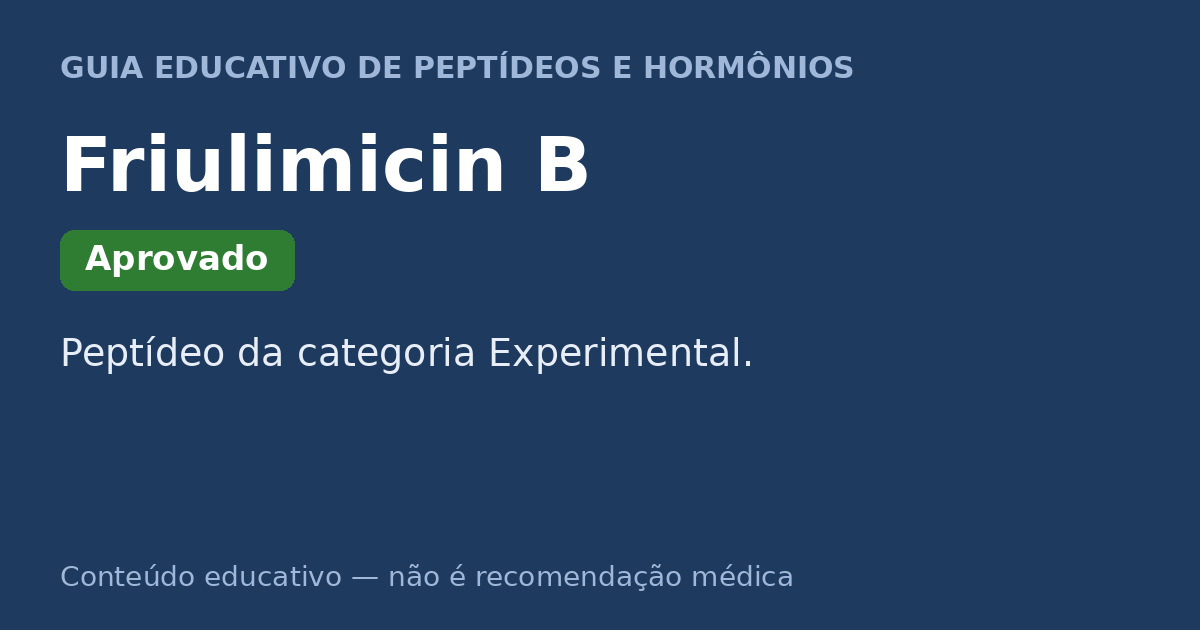 GUIA EDUCATIVO DE PEPTÍDEOS E HORMÔNIOS
Friulimicin B
Aprovado
Peptídeo da categoria Experimental.
Conteúdo educativo — não é recomendação médica